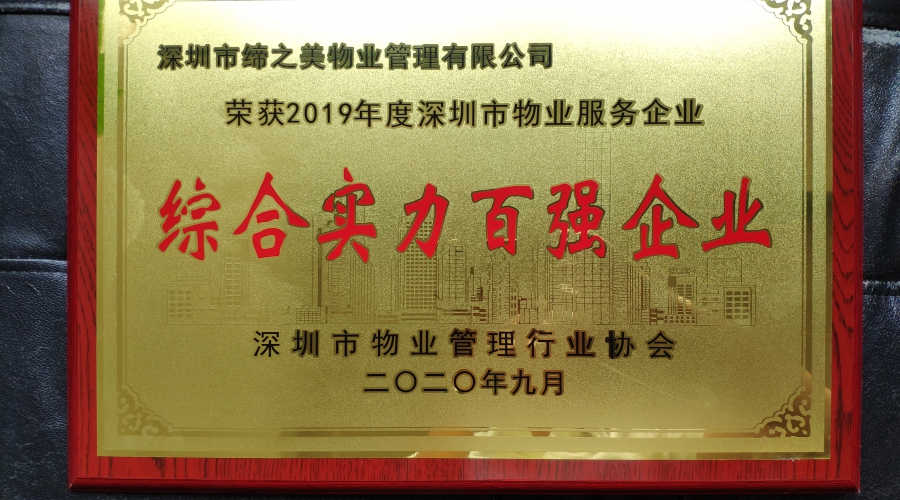 深圳市缔之美物业管理有限公司
荣获2019年度深圳市物业服务企业
综合实力百强企业
深圳市物业管理行业协会
二〇二〇年九月